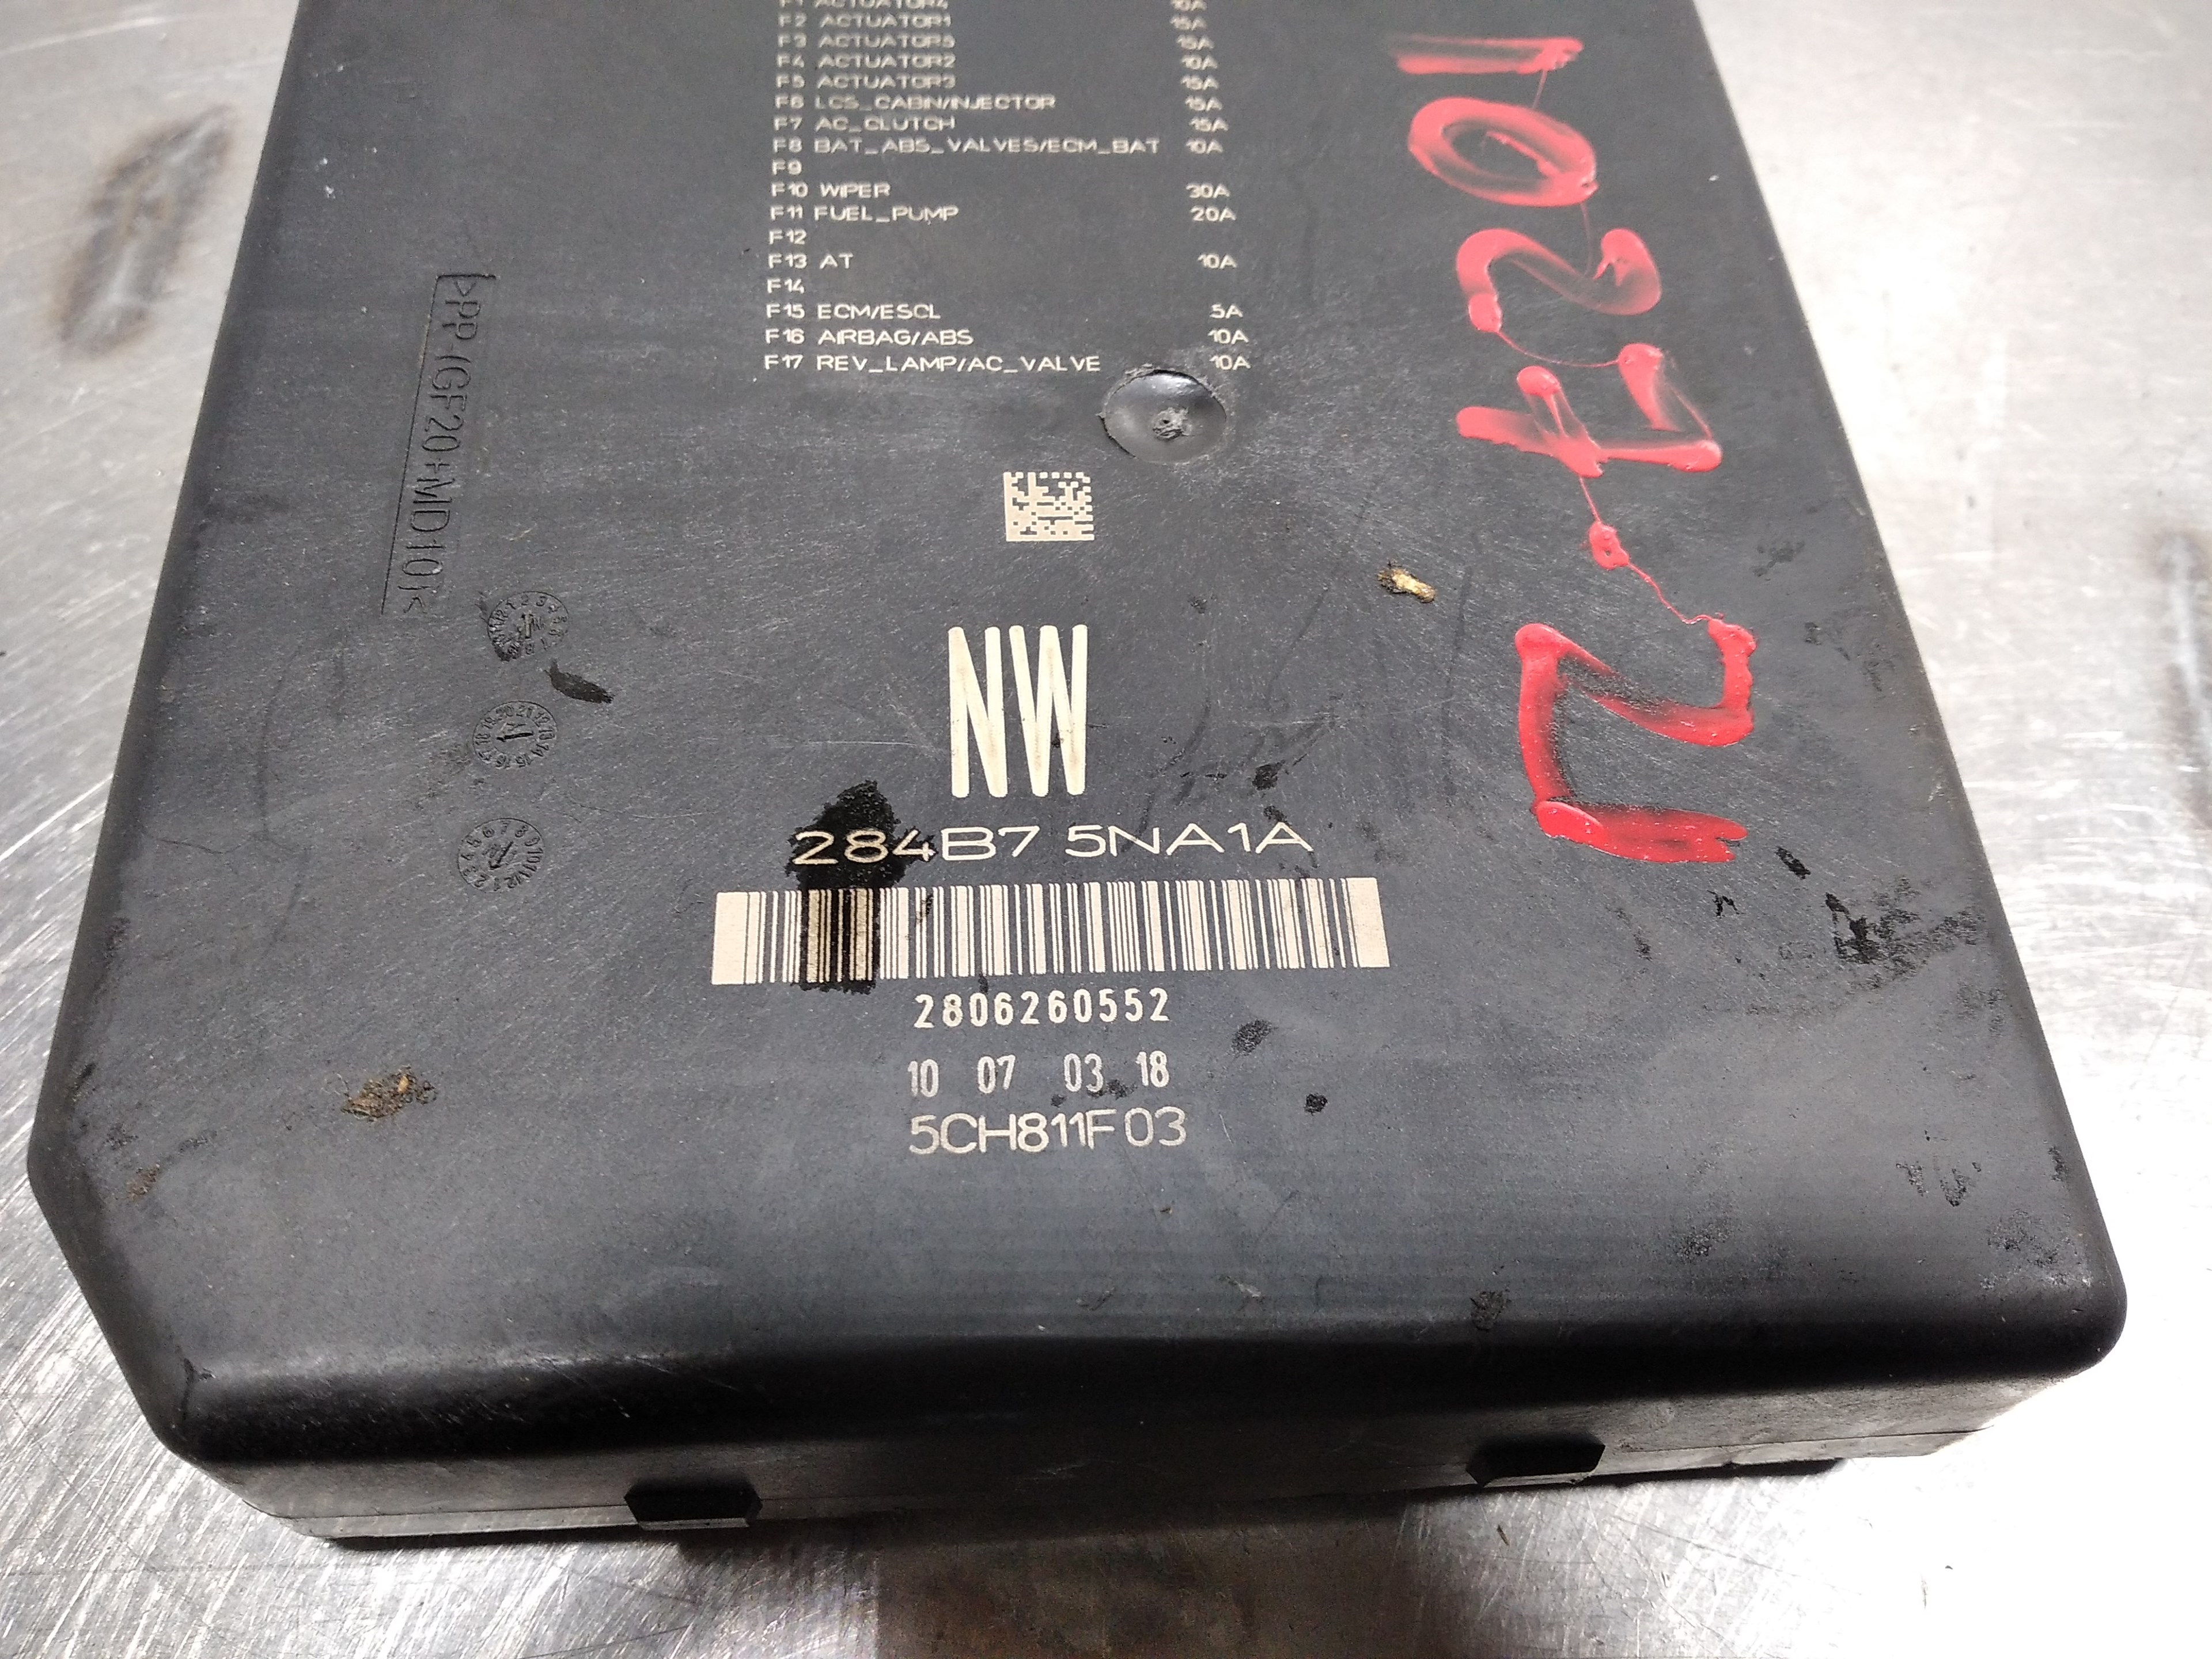 F1 ACTUATOR4 10A
F2 ACTUATOR1 15A
F3 ACTUATOR5 15A
F4 ACTUATOR2 10A
F5 ACTUATOR3 15A
F6 LCS_CABIN/INJECTOR 15A
F7 AC_CLUTCH 15A
F8 BAT_ABS_VALVES/ECM_BAT 10A
F9
F10 WIPER 30A
F11 FUEL_PUMP 20A
F12
F13 AT 10A
F14
F15 ECM/ESCL 5A
F16 AIRBAG/ABS 10A
F17 REV_LAMP/AC_VALVE 10A
>PP-(GF20+MD10)<
NW
284B7 5NA1A
2806260552
10 07 03 18
5CH811F03